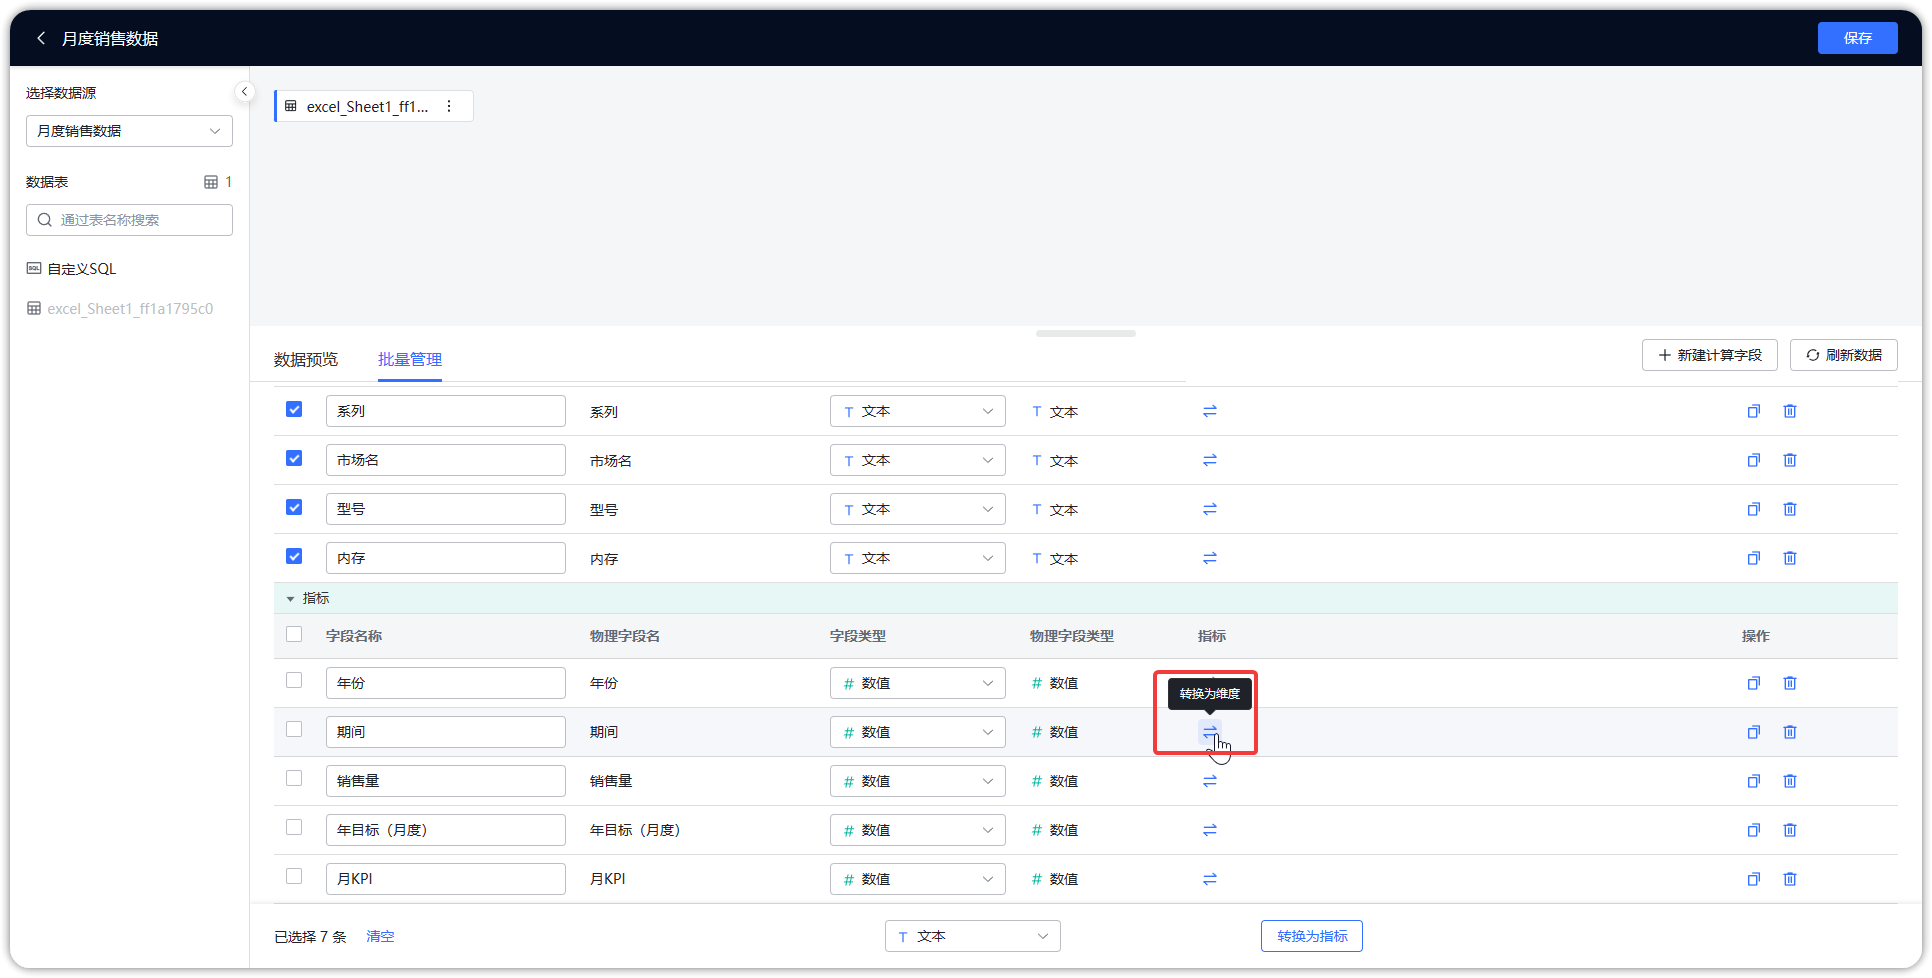 月度销售数据
保存
选择数据源
月度销售数据
数据表
1
通过表名称搜索
SQL 自定义SQL
excel_Sheet1_ff1a1795c0
excel_Sheet1_ff1...
数据预览 批量管理
新建计算字段 刷新数据
系列 系列 T 文本 T 文本
市场名 市场名 T 文本 T 文本
型号 型号 T 文本 T 文本
内存 内存 T 文本 T 文本
指标
字段名称 物理字段名 字段类型 物理字段类型 指标 操作
年份 年份 # 数值 # 数值
转换为维度
期间 期间 # 数值 # 数值
销售量 销售量 # 数值 # 数值
年目标（月度） 年目标（月度） # 数值 # 数值
月KPI 月KPI # 数值 # 数值
已选择 7 条 清空 T 文本 转换为指标